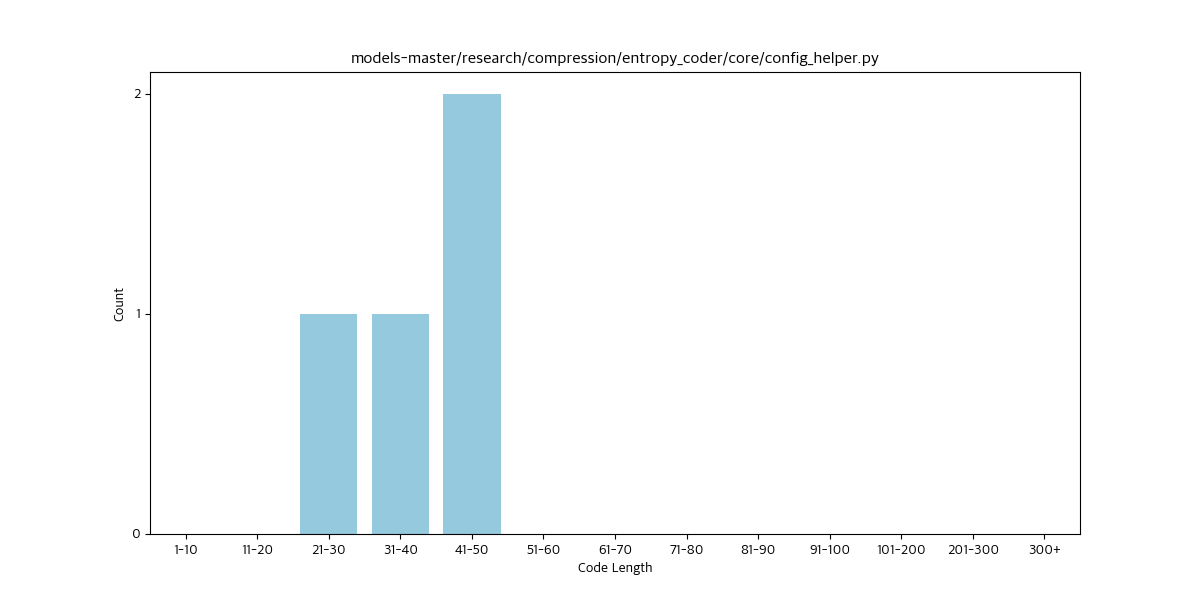 models-master/research/compression/entropy_coder/core/config_helper.py
2
1
0
Count
1-10 11-20 21-30 31-40 41-50 51-60 61-70 71-80 81-90 91-100 101-200 201-300 300+
Code Length